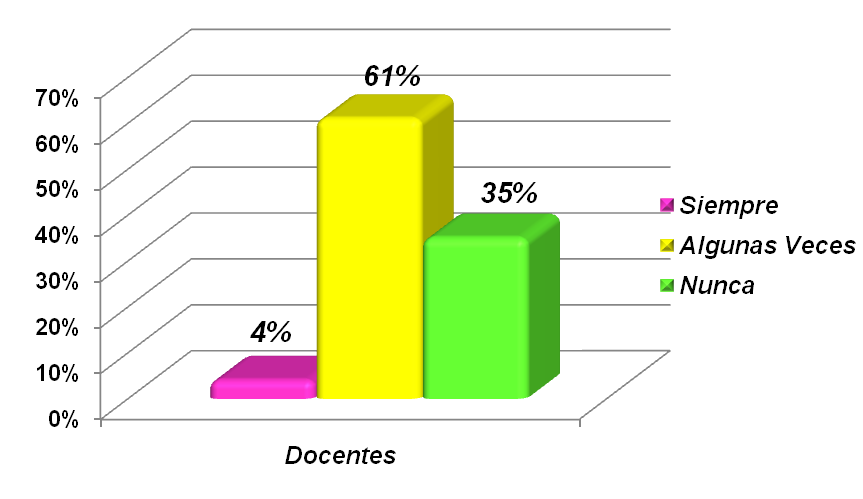 61%
70%
60%
50%
40%
30%
20%
10%
0%
35%
4%
Siempre
Algunas Veces
Nunca
Docentes